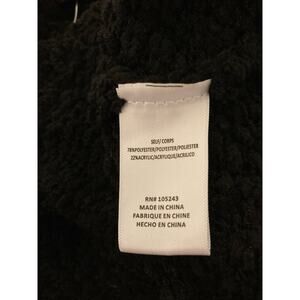 SELF/ CORPS
78%POLYESTER/POLYESTER/POLIESTER
22%ACRYLIC/ACRYLIQUE/ACRILICO
RN# 105243
MADE IN CHINA
FABRIQUE EN CHINE
HECHO EN CHINA